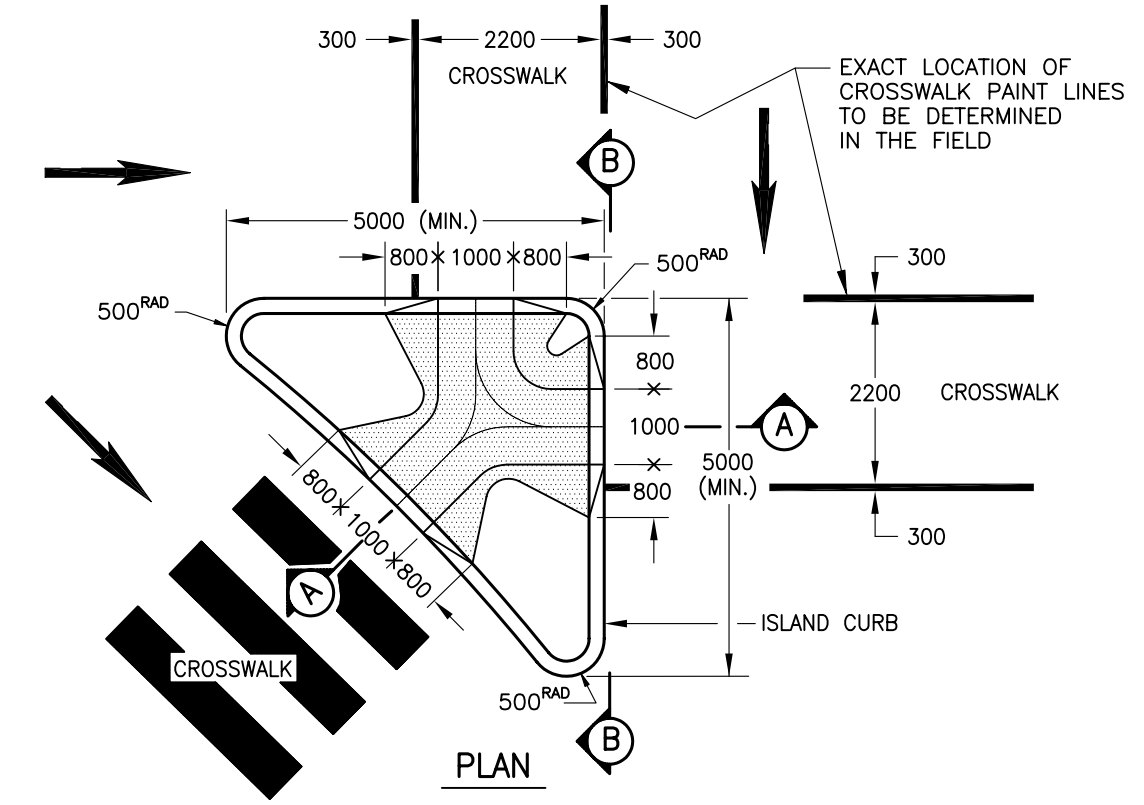 300
2200
300
CROSSWALK
EXACT LOCATION OF
CROSSWALK PAINT LINES
TO BE DETERMINED
IN THE FIELD
B
5000 (MIN.)
800×1000×800
500RAD
300
500RAD
800
×
1000
×
800
A
5000
(MIN.)
2200
CROSSWALK
300
800×1000×800
A
ISLAND CURB
CROSSWALK
500RAD
B
PLAN